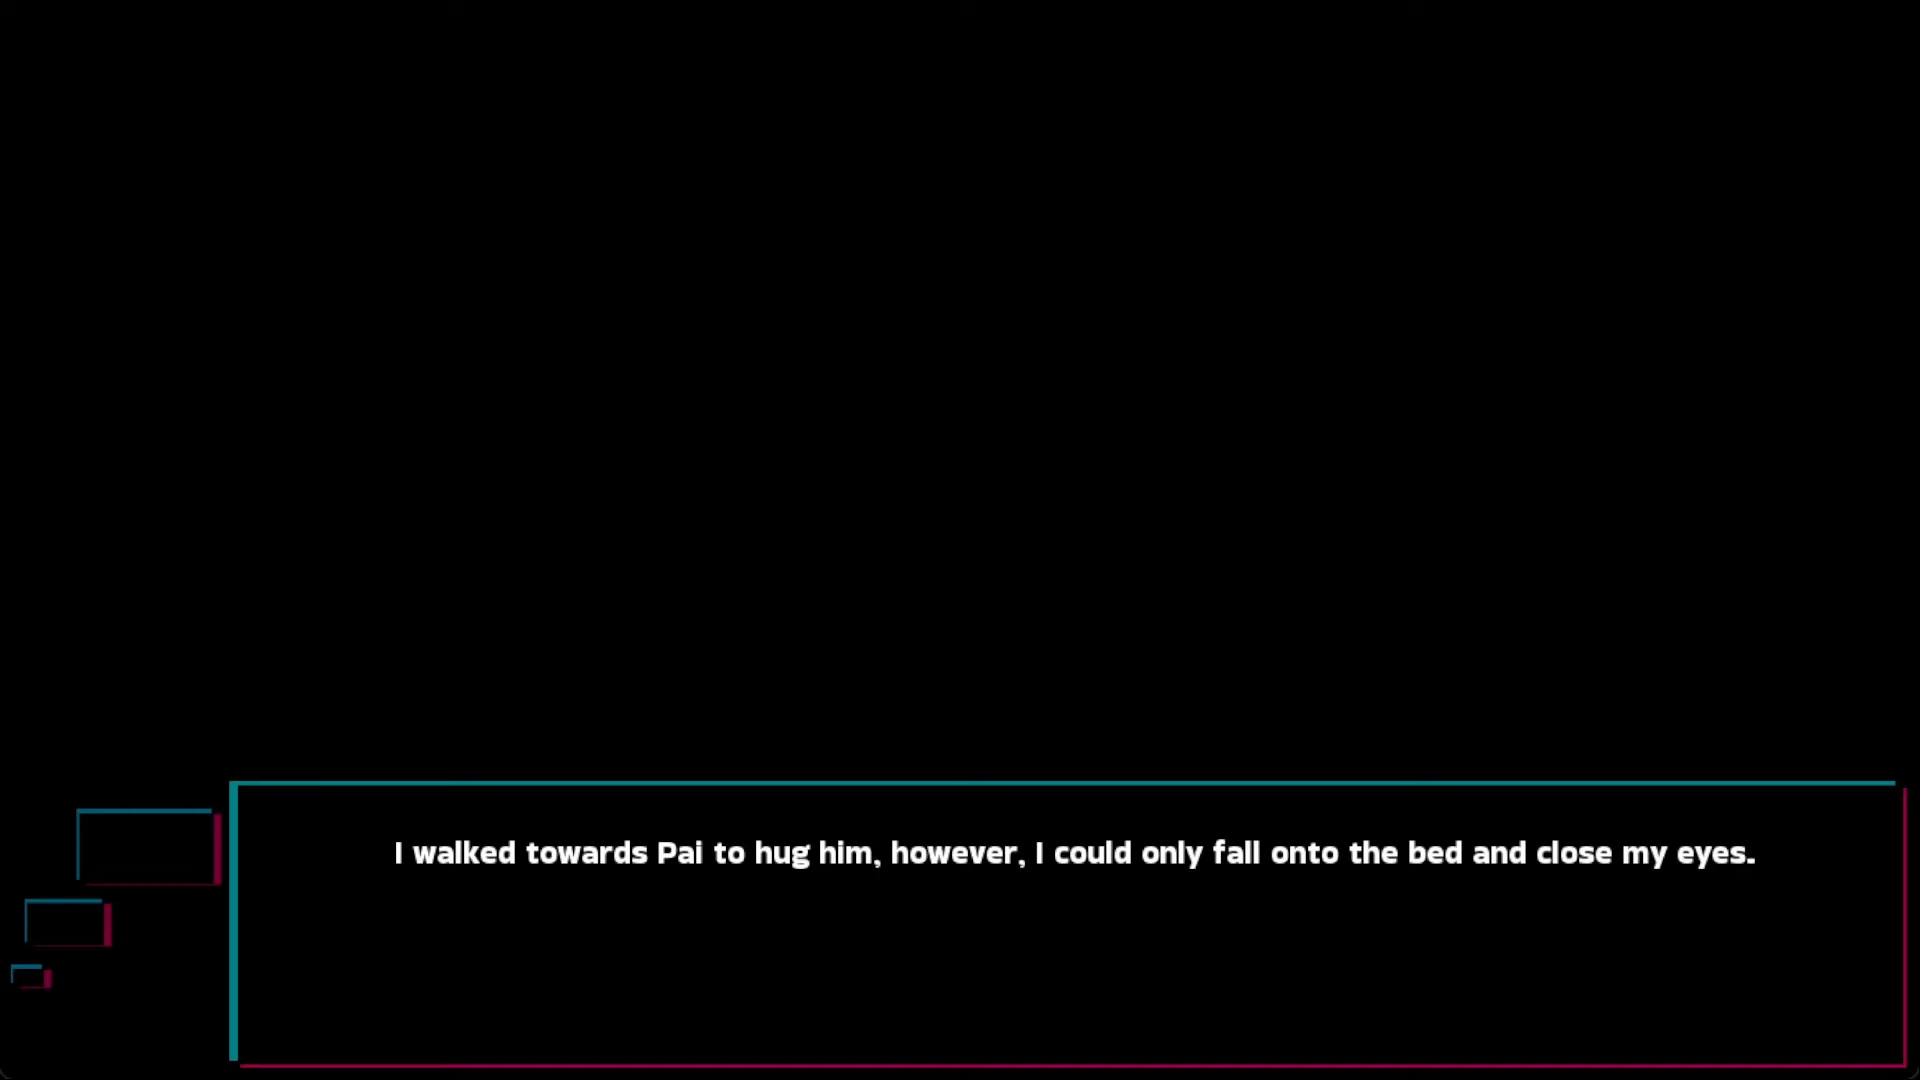 I walked towards Pai to hug him, however, I could only fall onto the bed and close my eyes.